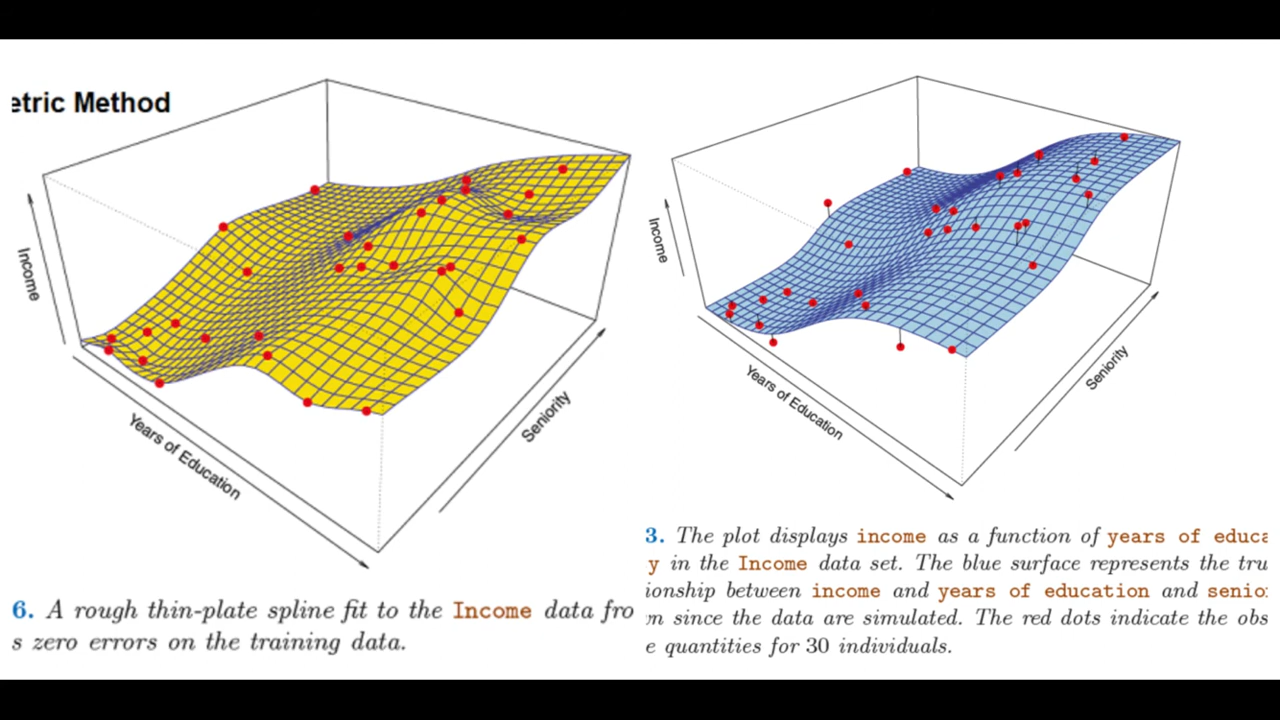 etric Method
Income
Years of Education
Seniority
6. A rough thin-plate spline fit to the Income data fro
s zero errors on the training data.
Income
Years of Education
Seniority
3. The plot displays income as a function of years of educa
y in the Income data set. The blue surface represents the tru
ionship between income and years of education and senio
m since the data are simulated. The red dots indicate the obs
e quantities for 30 individuals.